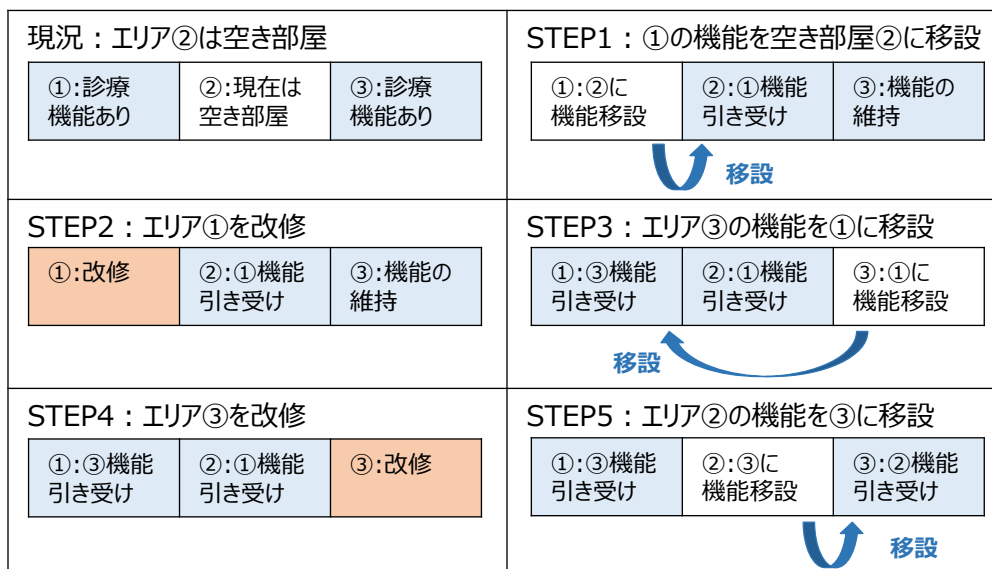 現況：エリア②は空き部屋
①:診療
機能あり
②:現在は
空き部屋
③:診療
機能あり
STEP1：①の機能を空き部屋②に移設
①:②に
機能移設
②:①機能
引き受け
③:機能の
維持
移設
STEP2：エリア①を改修
①:改修
②:①機能
引き受け
③:機能の
維持
STEP3：エリア③の機能を①に移設
①:③機能
引き受け
②:①機能
引き受け
③:①に
機能移設
移設
STEP4：エリア③を改修
①:③機能
引き受け
②:①機能
引き受け
③:改修
STEP5：エリア②の機能を③に移設
①:③機能
引き受け
②:③に
機能移設
③:②機能
引き受け
移設